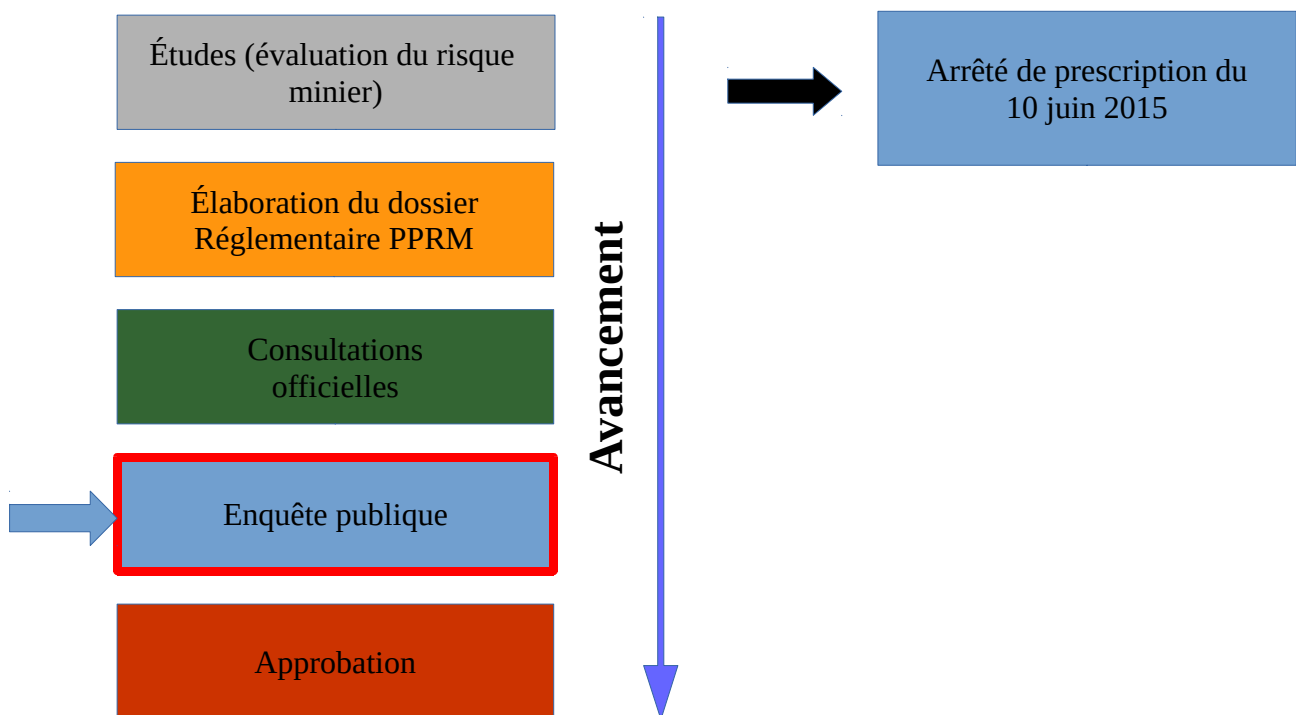 Études (évaluation du risque
minier)
Arrêté de prescription du
10 juin 2015
Élaboration du dossier
Réglementaire PPRM
Consultations
officielles
Avancement
Enquête publique
Approbation